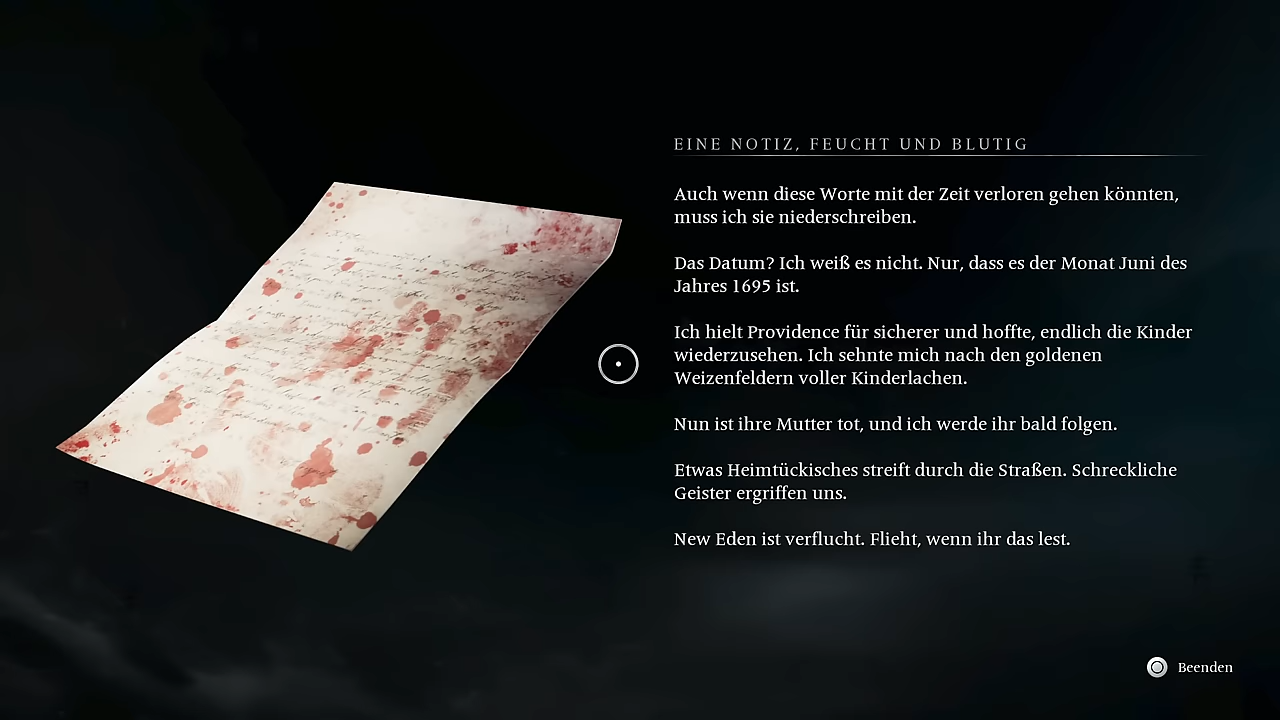 EINE NOTIZ, FEUCHT UND BLUTIG
Auch wenn diese Worte mit der Zeit verloren gehen könnten,
muss ich sie niederschreiben.
Das Datum? Ich weiß es nicht. Nur, dass es der Monat Juni des
Jahres 1695 ist.
Ich hielt Providence für sicherer und hoffte, endlich die Kinder
wiederzusehen. Ich sehnte mich nach den goldenen
Weizenfeldern voller Kinderlachen.
Nun ist ihre Mutter tot, und ich werde ihr bald folgen.
Etwas Heimtückisches streift durch die Straßen. Schreckliche
Geister ergriffen uns.
New Eden ist verflucht. Flieht, wenn ihr das lest.
Beenden